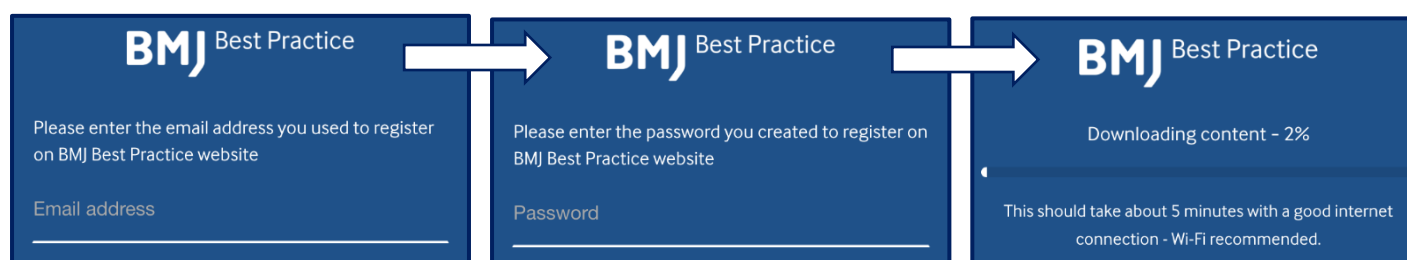 BMJ Best Practice
Please enter the email address you used to register
on BMJ Best Practice website
Email address
BMJ Best Practice
Please enter the password you created to register on
BMJ Best Practice website
Password
BMJ Best Practice
Downloading content – 2%
This should take about 5 minutes with a good internet
connection - Wi-Fi recommended.